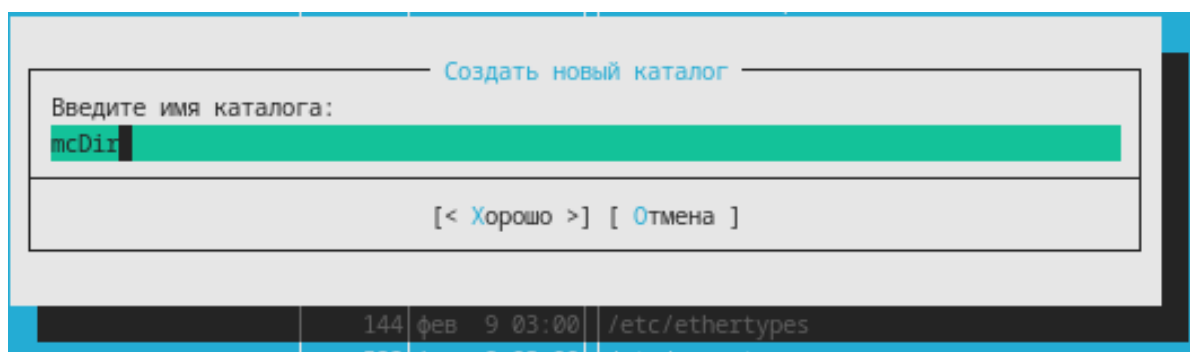 Создать новый каталог
Введите имя каталога:
mcDir
[< Хорошо >] [ Отмена ]
144 фев 9 03:00 /etc/ethertypes